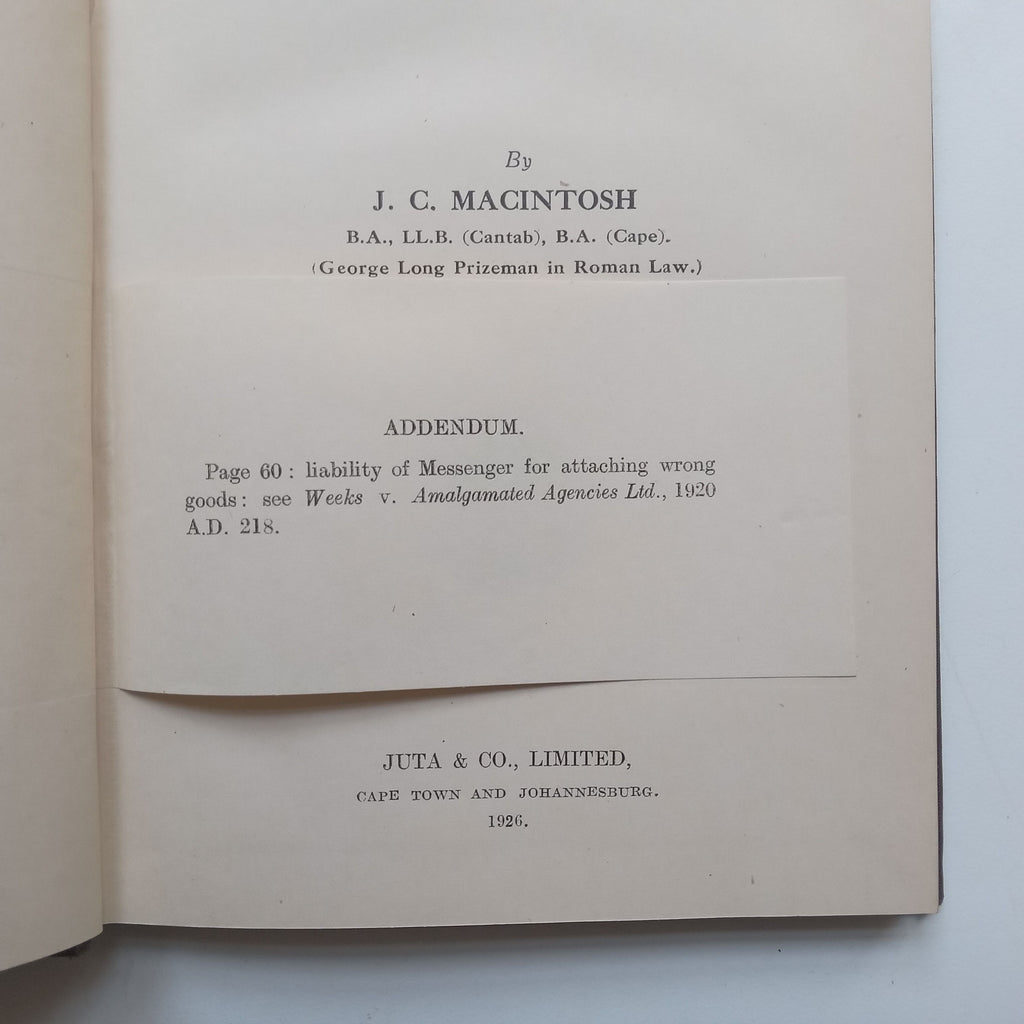 By
J. C. MACINTOSH
B.A., LL.B. (Cantab), B.A. (Cape).
(George Long Prizeman in Roman Law.)
ADDENDUM.
Page 60 : liability of Messenger for attaching wrong
goods : see Weeks v. Amalgamated Agencies Ltd., 1920
A.D. 218.
JUTA & CO., LIMITED,
CAPE TOWN AND JOHANNESBURG.
1926.